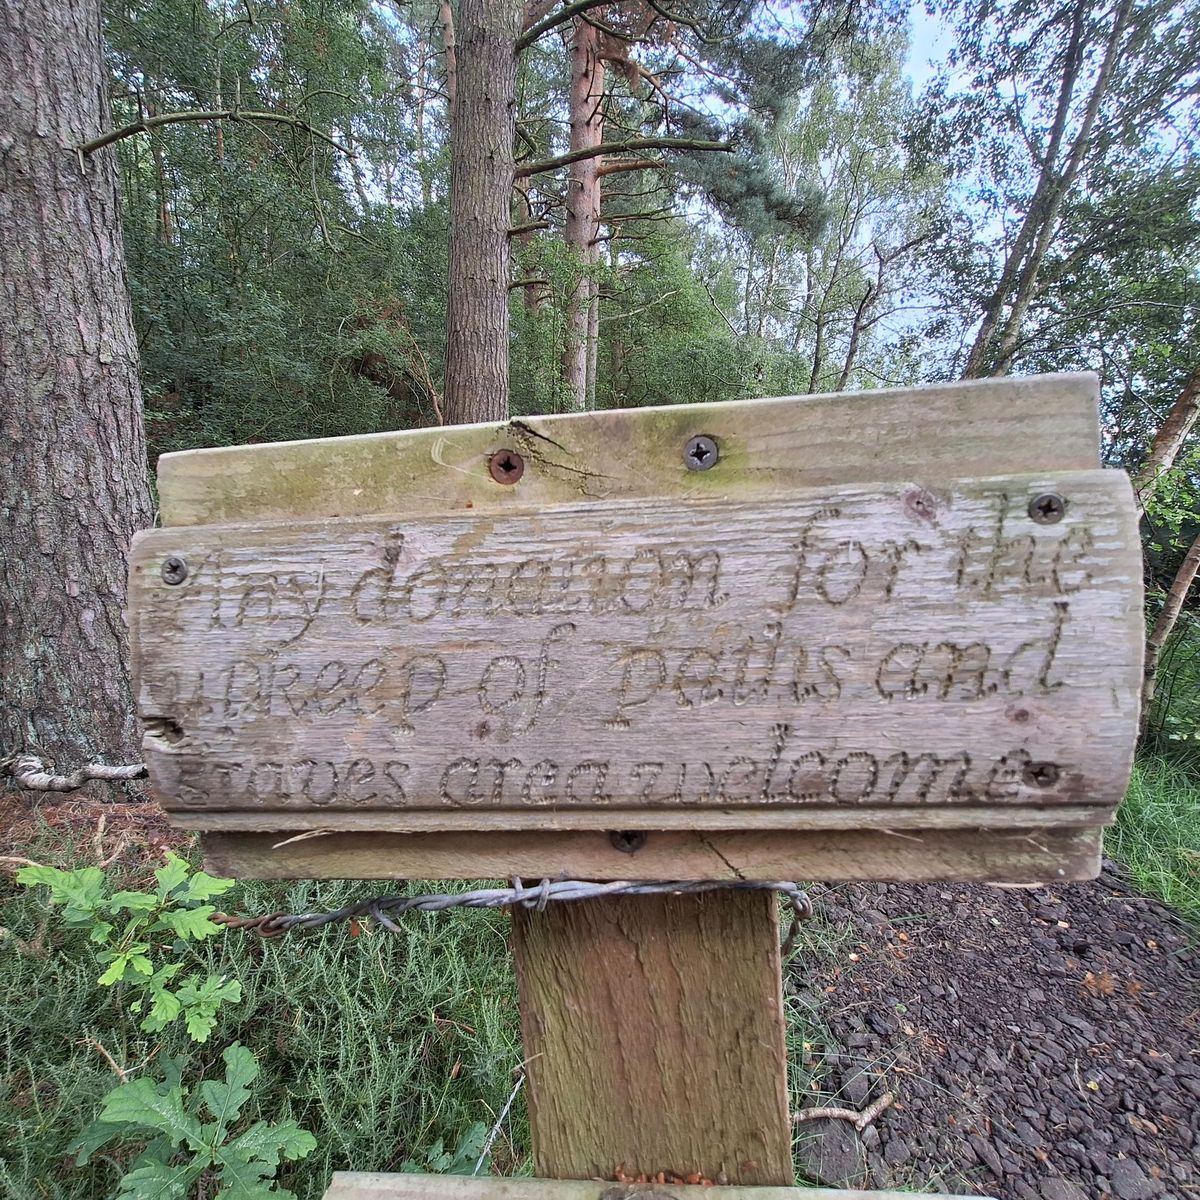 Any donation for the
upkeep of paths and
graves area welcome